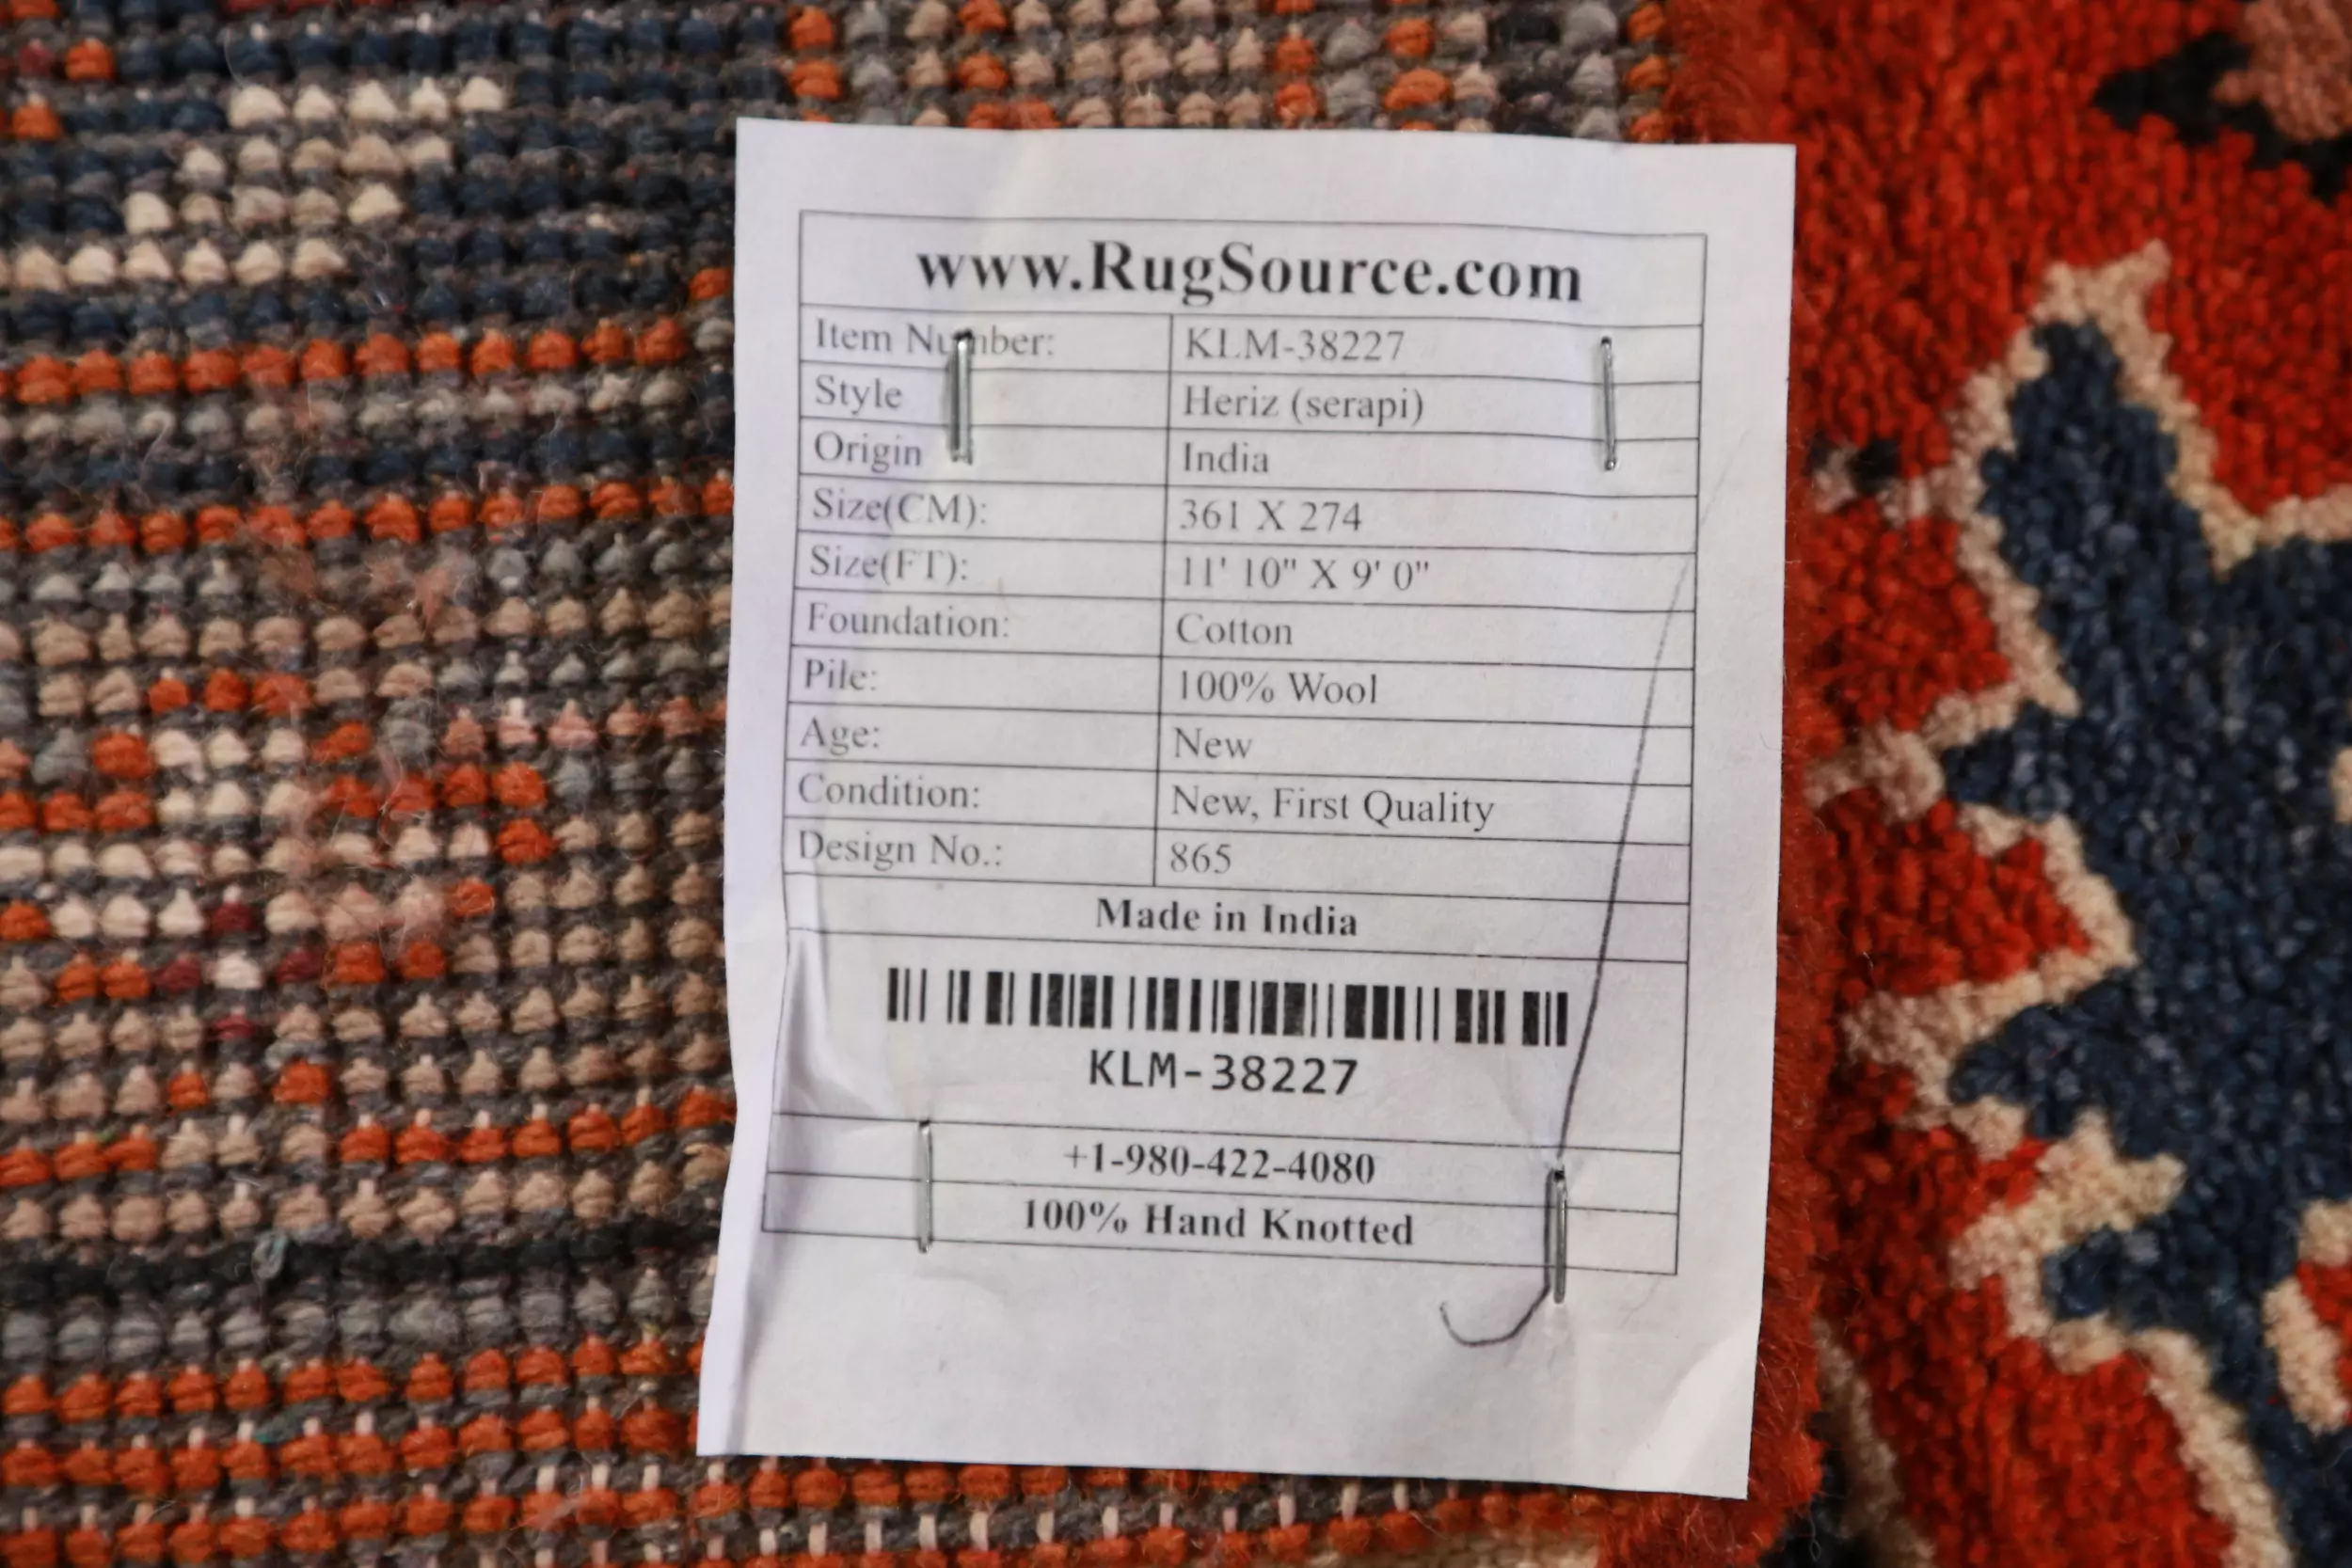 www.RugSource.com
Item Number: KLM-38227
Style Heriz (serapi)
Origin India
Size(CM): 361 X 274
Size(FT): 11' 10" X 9' 0"
Foundation: Cotton
Pile: 100% Wool
Age: New
Condition: New, First Quality
Design No.: 865
Made in India
KLM-38227
+1-980-422-4080
100% Hand Knotted